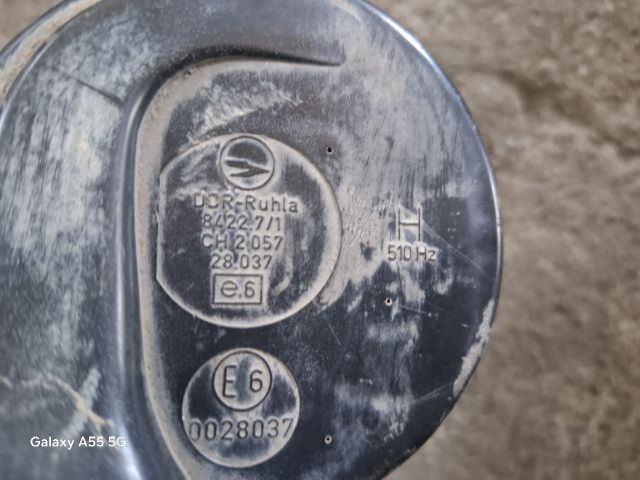 DDR-Ruhla
8422.7/1
CH 2.057
28.037
e.6
H
510 Hz
E 6
0028037
Galaxy A55 5G